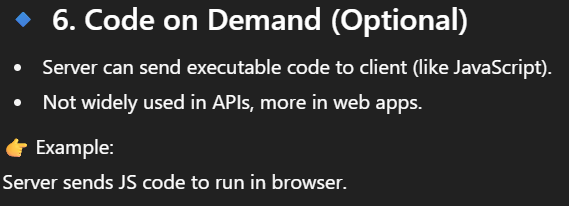 🔹 6. Code on Demand (Optional)
• Server can send executable code to client (like JavaScript).
• Not widely used in APIs, more in web apps.
👉 Example:
Server sends JS code to run in browser.